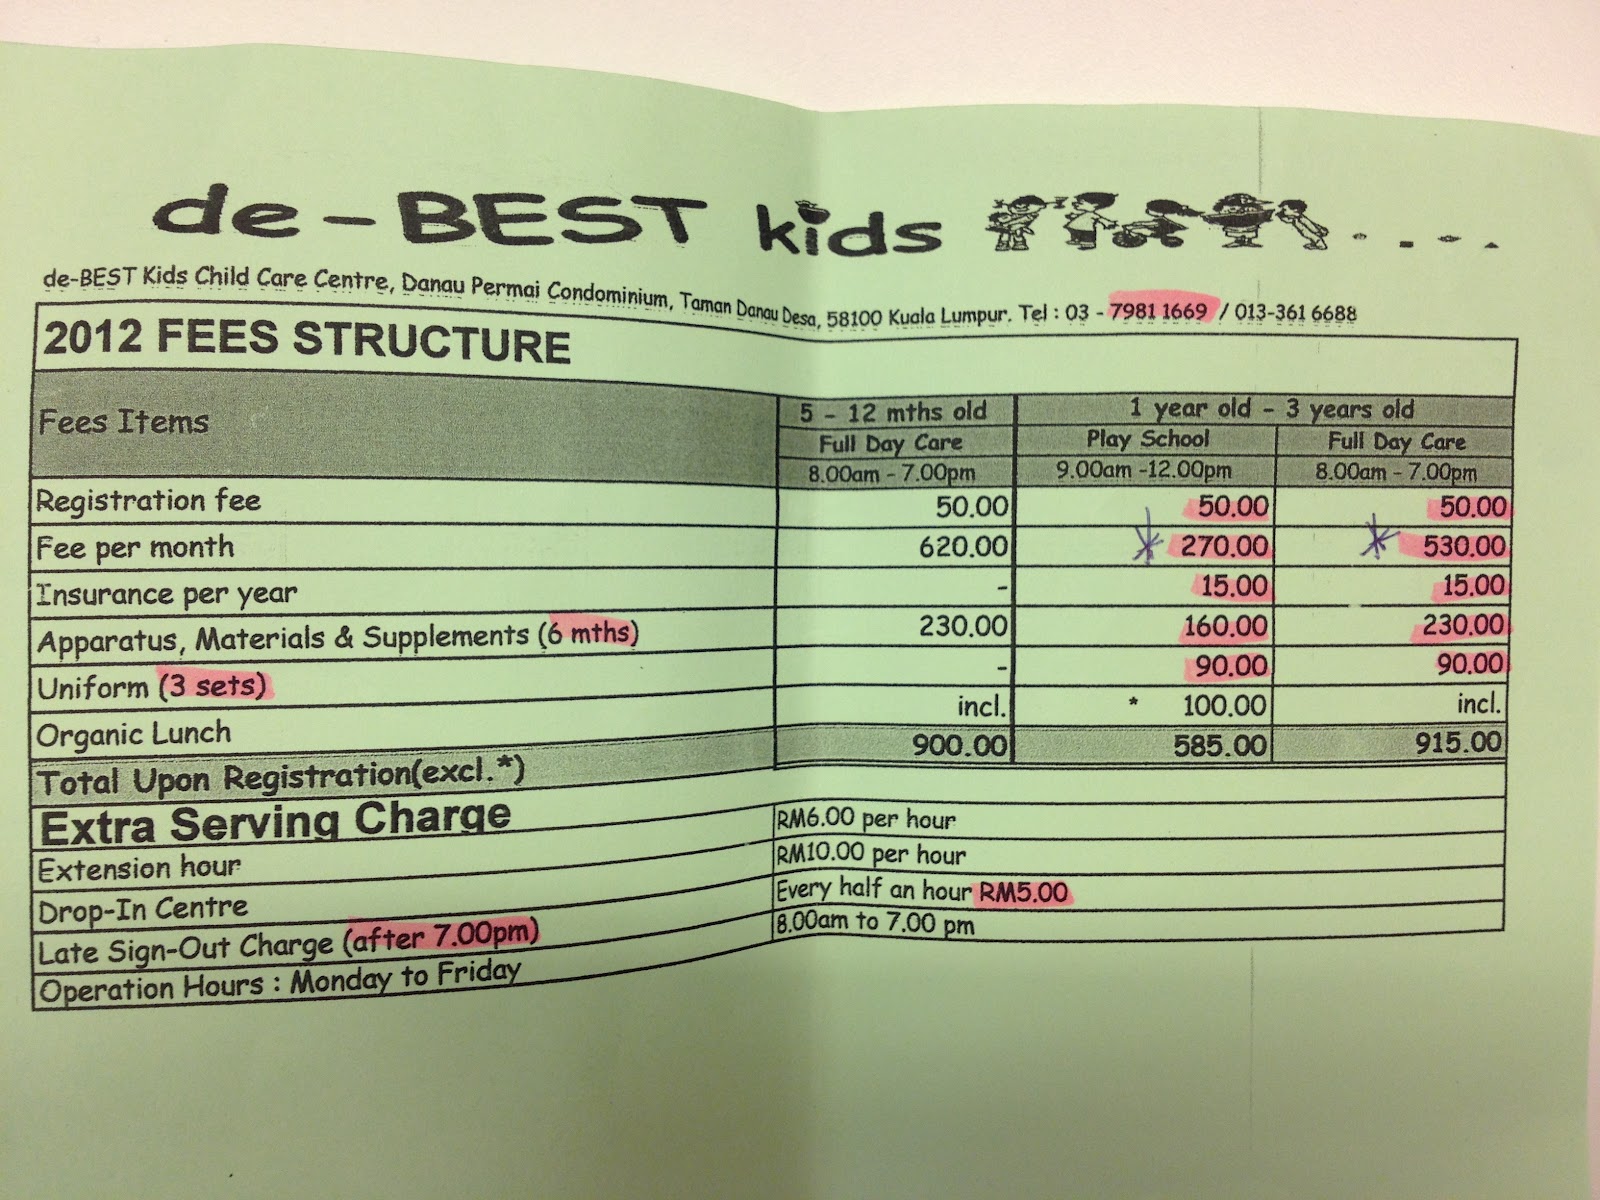 de-BEST kids
de-BEST Kids Child Care Centre, Danau Permai Condominium, Taman Danau Desa, 58100 Kuala Lumpur. Tel : 03 - 7981 1669 / 013-361 6688
2012 FEES STRUCTURE
Fees Items 5 - 12 mths old 1 year old - 3 years old
Full Day Care Play School Full Day Care
8.00am - 7.00pm 9.00am -12.00pm 8.00am - 7.00pm
Registration fee 50.00 50.00 50.00
Fee per month 620.00 * 270.00 * 530.00
Insurance per year - 15.00 15.00
Apparatus, Materials & Supplements (6 mths) 230.00 160.00 230.00
Uniform (3 sets) - 90.00 90.00
Organic Lunch incl. * 100.00 incl.
Total Upon Registration(excl.*) 900.00 585.00 915.00
Extra Serving Charge
Extension hour RM6.00 per hour
Drop-In Centre RM10.00 per hour
Late Sign-Out Charge (after 7.00pm) Every half an hour RM5.00
Operation Hours : Monday to Friday 8.00am to 7.00 pm